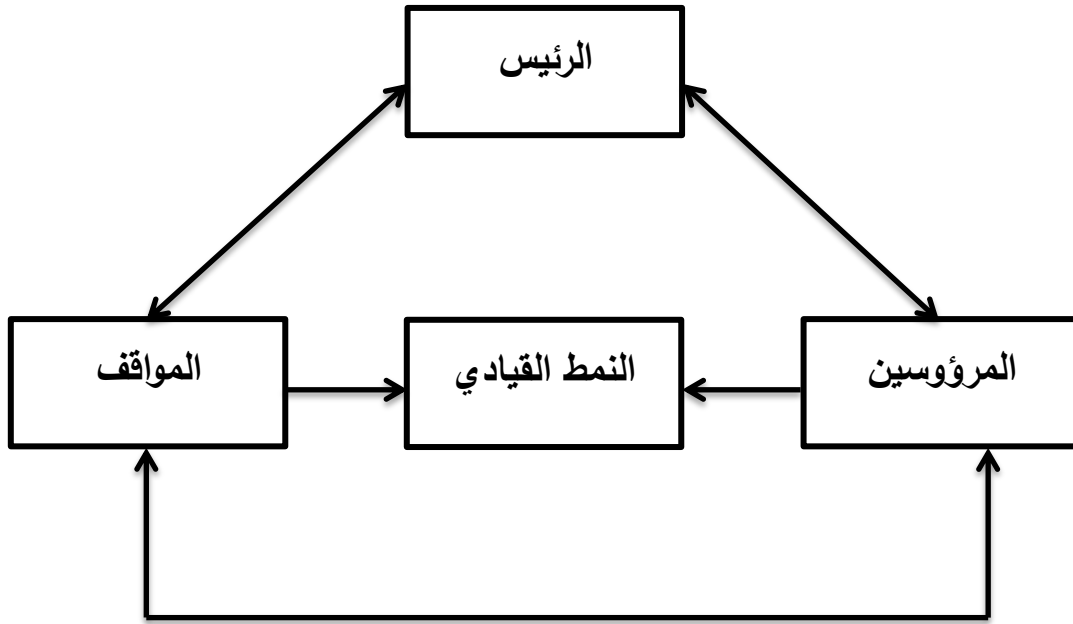 الرئيس
المرؤوسين
النمط القيادي
المواقف